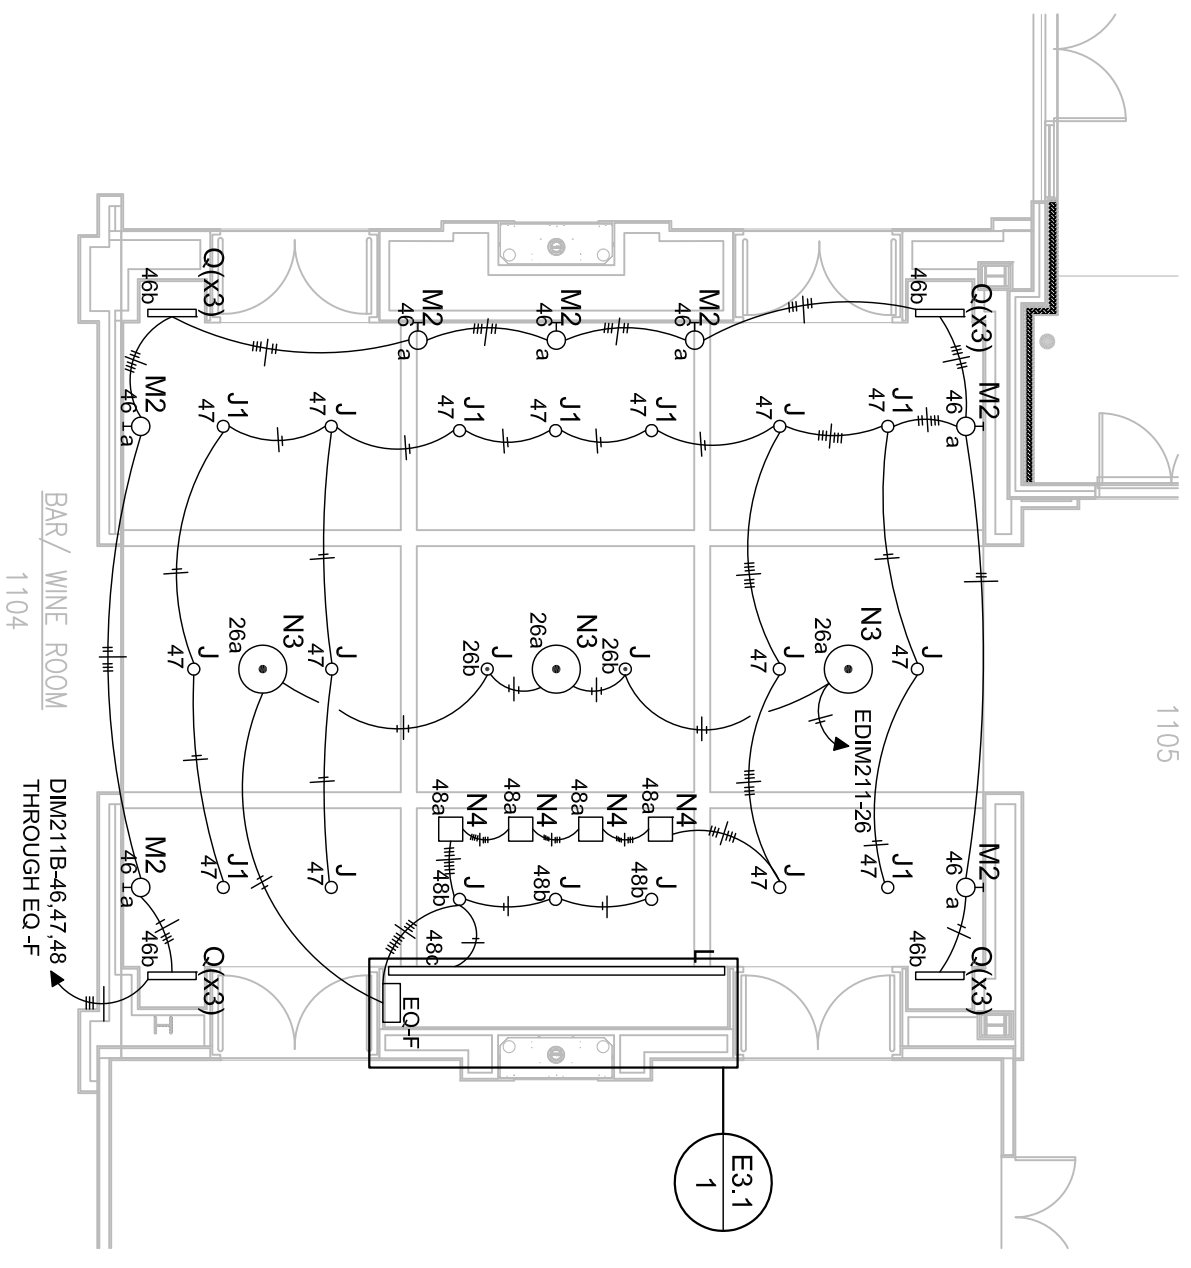 1105
Q(x3)
46b
M2
46
a
M2
46
a
Q(x3)
46b
J1
47
J
47
J1
47
N3
26a
EDIM211-26
J
47
J
47
J
47
E3.1
1
M2
46
a
J1
47
J
26b
N4
48a
J
48b
L
N4
48a
M2
46
a
J1
47
N3
26a
N4
48a
J
48b
M2
46
a
J1
47
J
26b
N4
48a
J
48b
48c
EQ-F
J
47
J
47
J
47
N3
26a
J1
47
J
47
J1
47
Q(x3)
46b
M2
46
a
M2
46
a
Q(x3)
46b
DIM211B-46,47,48
THROUGH EQ -F
BAR/ WINE ROOM
1104